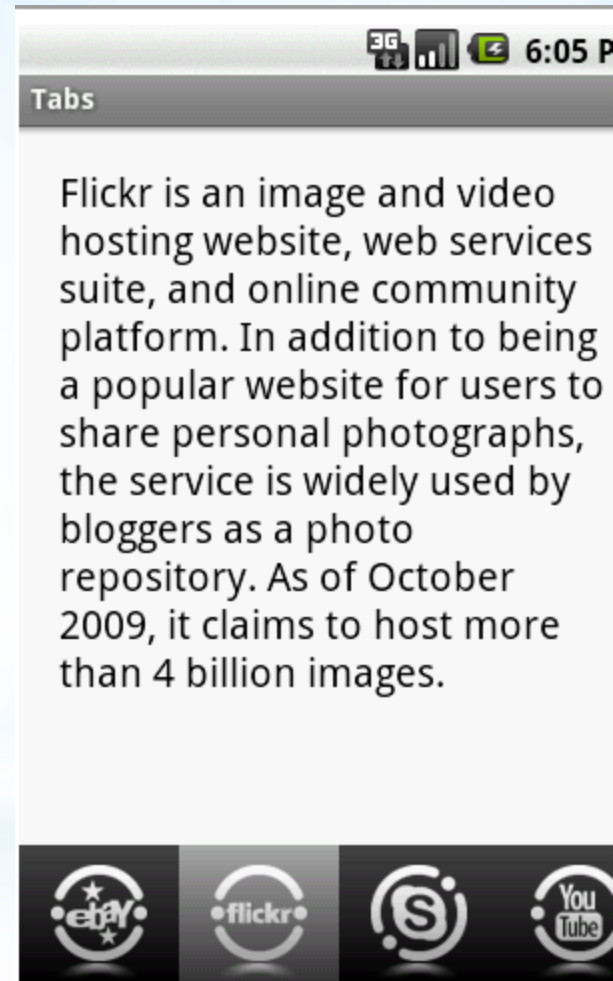 3G 6:05 P
Tabs
Flickr is an image and video
hosting website, web services
suite, and online community
platform. In addition to being
a popular website for users to
share personal photographs,
the service is widely used by
bloggers as a photo
repository. As of October
2009, it claims to host more
than 4 billion images.
ebaY flickr S You
Tube